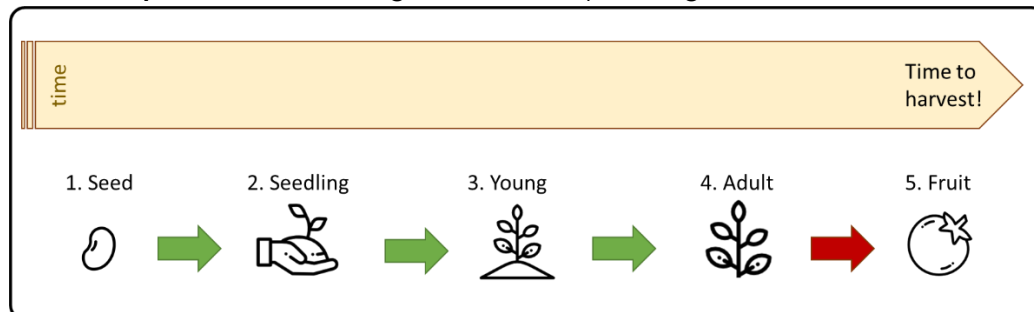 time
Time to
harvest!
1. Seed
2. Seedling
3. Young
4. Adult
5. Fruit